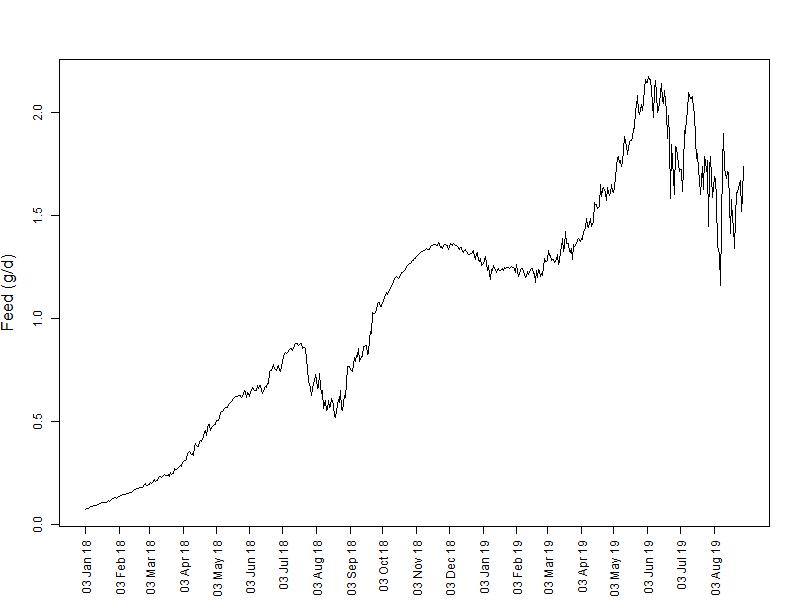 Feed (g/d)
2.0
1.5
1.0
0.5
0.0
03 Jan 18
03 Feb 18
03 Mar 18
03 Apr 18
03 May 18
03 Jun 18
03 Jul 18
03 Aug 18
03 Sep 18
03 Oct 18
03 Nov 18
03 Dec 18
03 Jan 19
03 Feb 19
03 Mar 19
03 Apr 19
03 May 19
03 Jun 19
03 Jul 19
03 Aug 19